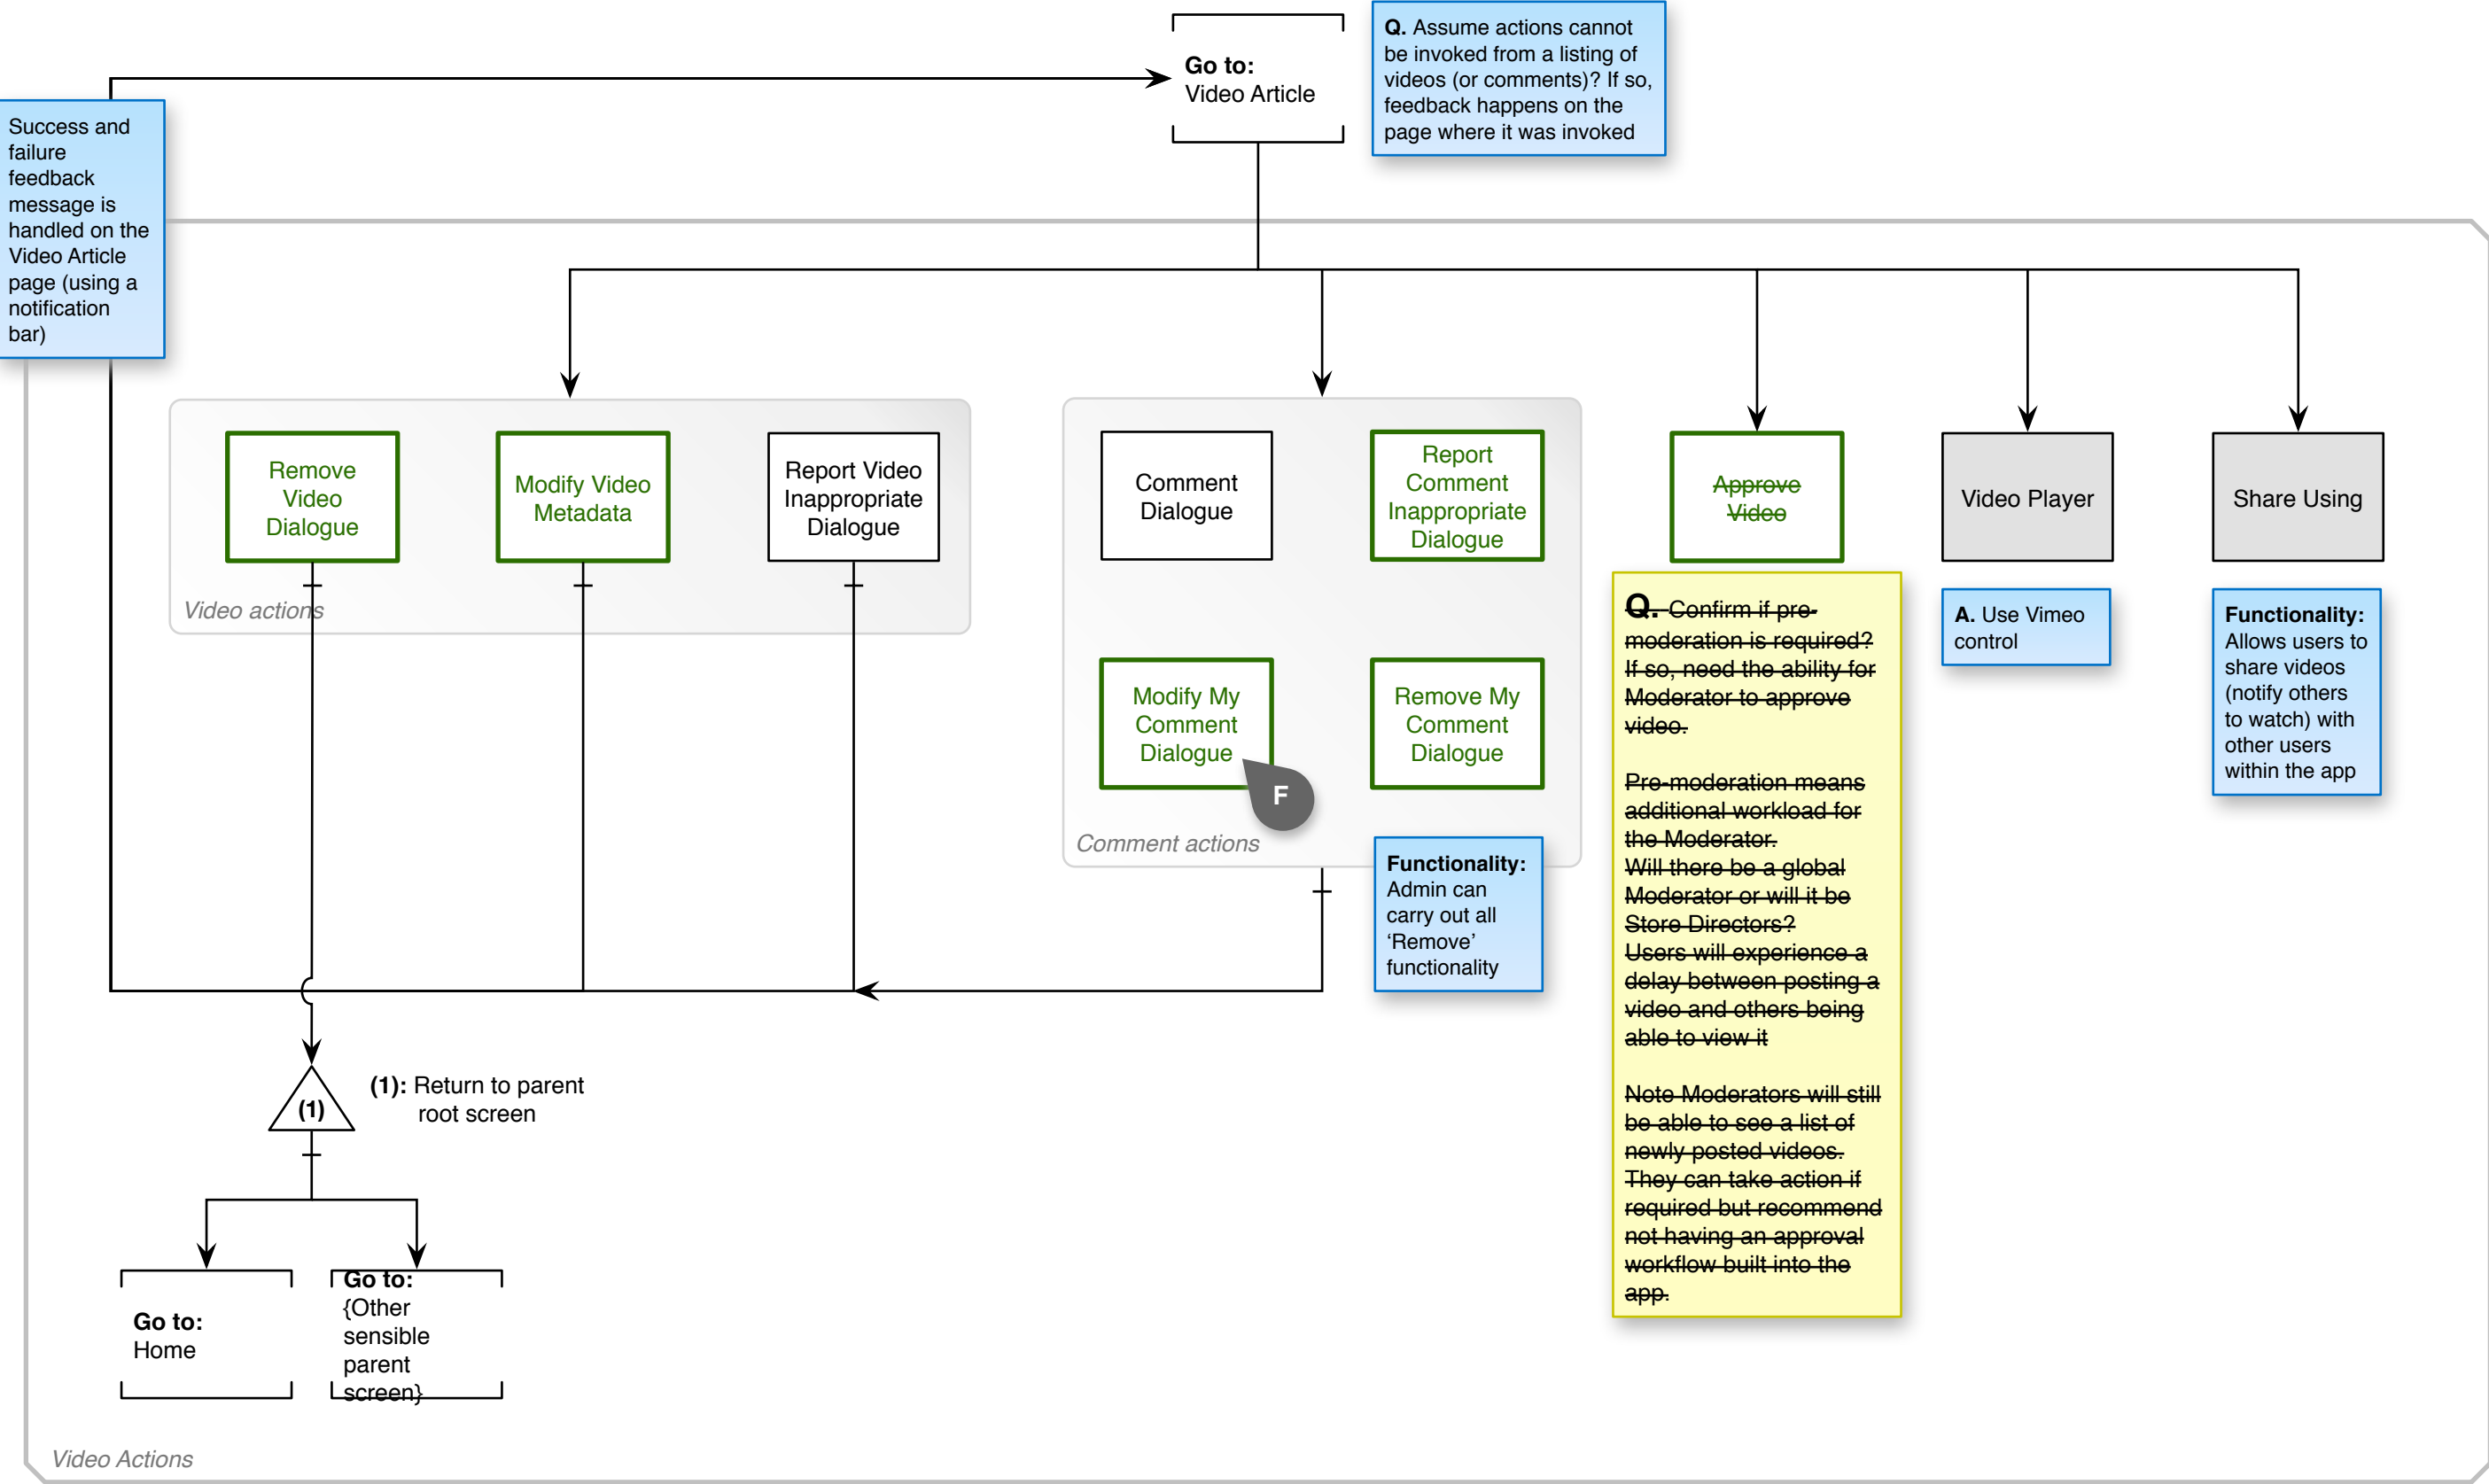 Go to:
Video Article
Q. Assume actions cannot
be invoked from a listing of
videos (or comments)? If so,
feedback happens on the
page where it was invoked
Success and
failure
feedback
message is
handled on the
Video Article
page (using a
notification
bar)
Remove
Video
Dialogue
Modify Video
Metadata
Report Video
Inappropriate
Dialogue
Video actions
Comment
Dialogue
Report
Comment
Inappropriate
Dialogue
Modify My
Comment
Dialogue
F
Remove My
Comment
Dialogue
Comment actions
Functionality:
Admin can
carry out all
‘Remove’
functionality
Approve
Video
Q. Confirm if pre-
moderation is required?
If so, need the ability for
Moderator to approve
video.
Pre-moderation means
additional workload for
the Moderator.
Will there be a global
Moderator or will it be
Store Directors?
Users will experience a
delay between posting a
video and others being
able to view it
Note Moderators will still
be able to see a list of
newly posted videos.
They can take action if
required but recommend
not having an approval
workflow built into the
app.
Video Player
A. Use Vimeo
control
Share Using
Functionality:
Allows users to
share videos
(notify others
to watch) with
other users
within the app
(1)
(1): Return to parent
root screen
Go to:
Home
Go to:
{Other
sensible
parent
screen}
Video Actions